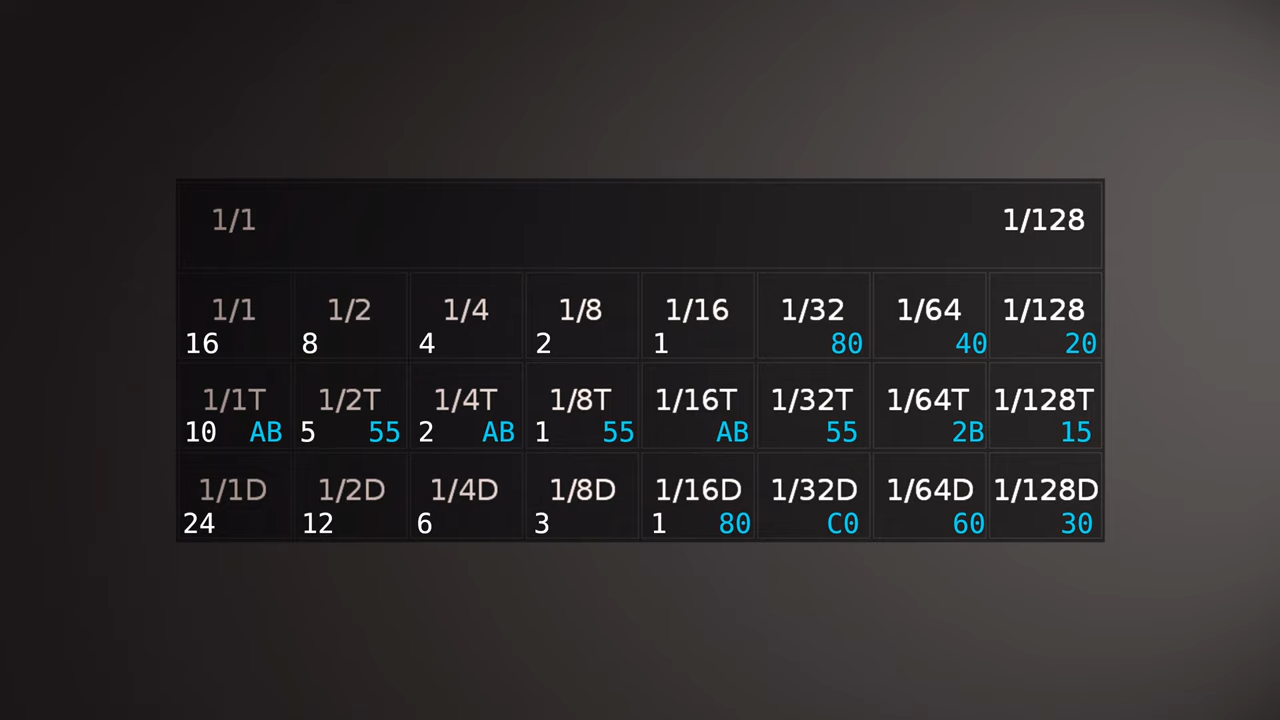 1/1 1/128
1/1 1/2 1/4 1/8 1/16 1/32 1/64 1/128
16 8 4 2 1 80 40 20
1/1T 1/2T 1/4T 1/8T 1/16T 1/32T 1/64T 1/128T
10 AB 5 55 2 AB 1 55 AB 55 2B 15
1/1D 1/2D 1/4D 1/8D 1/16D 1/32D 1/64D 1/128D
24 12 6 3 1 80 C0 60 30